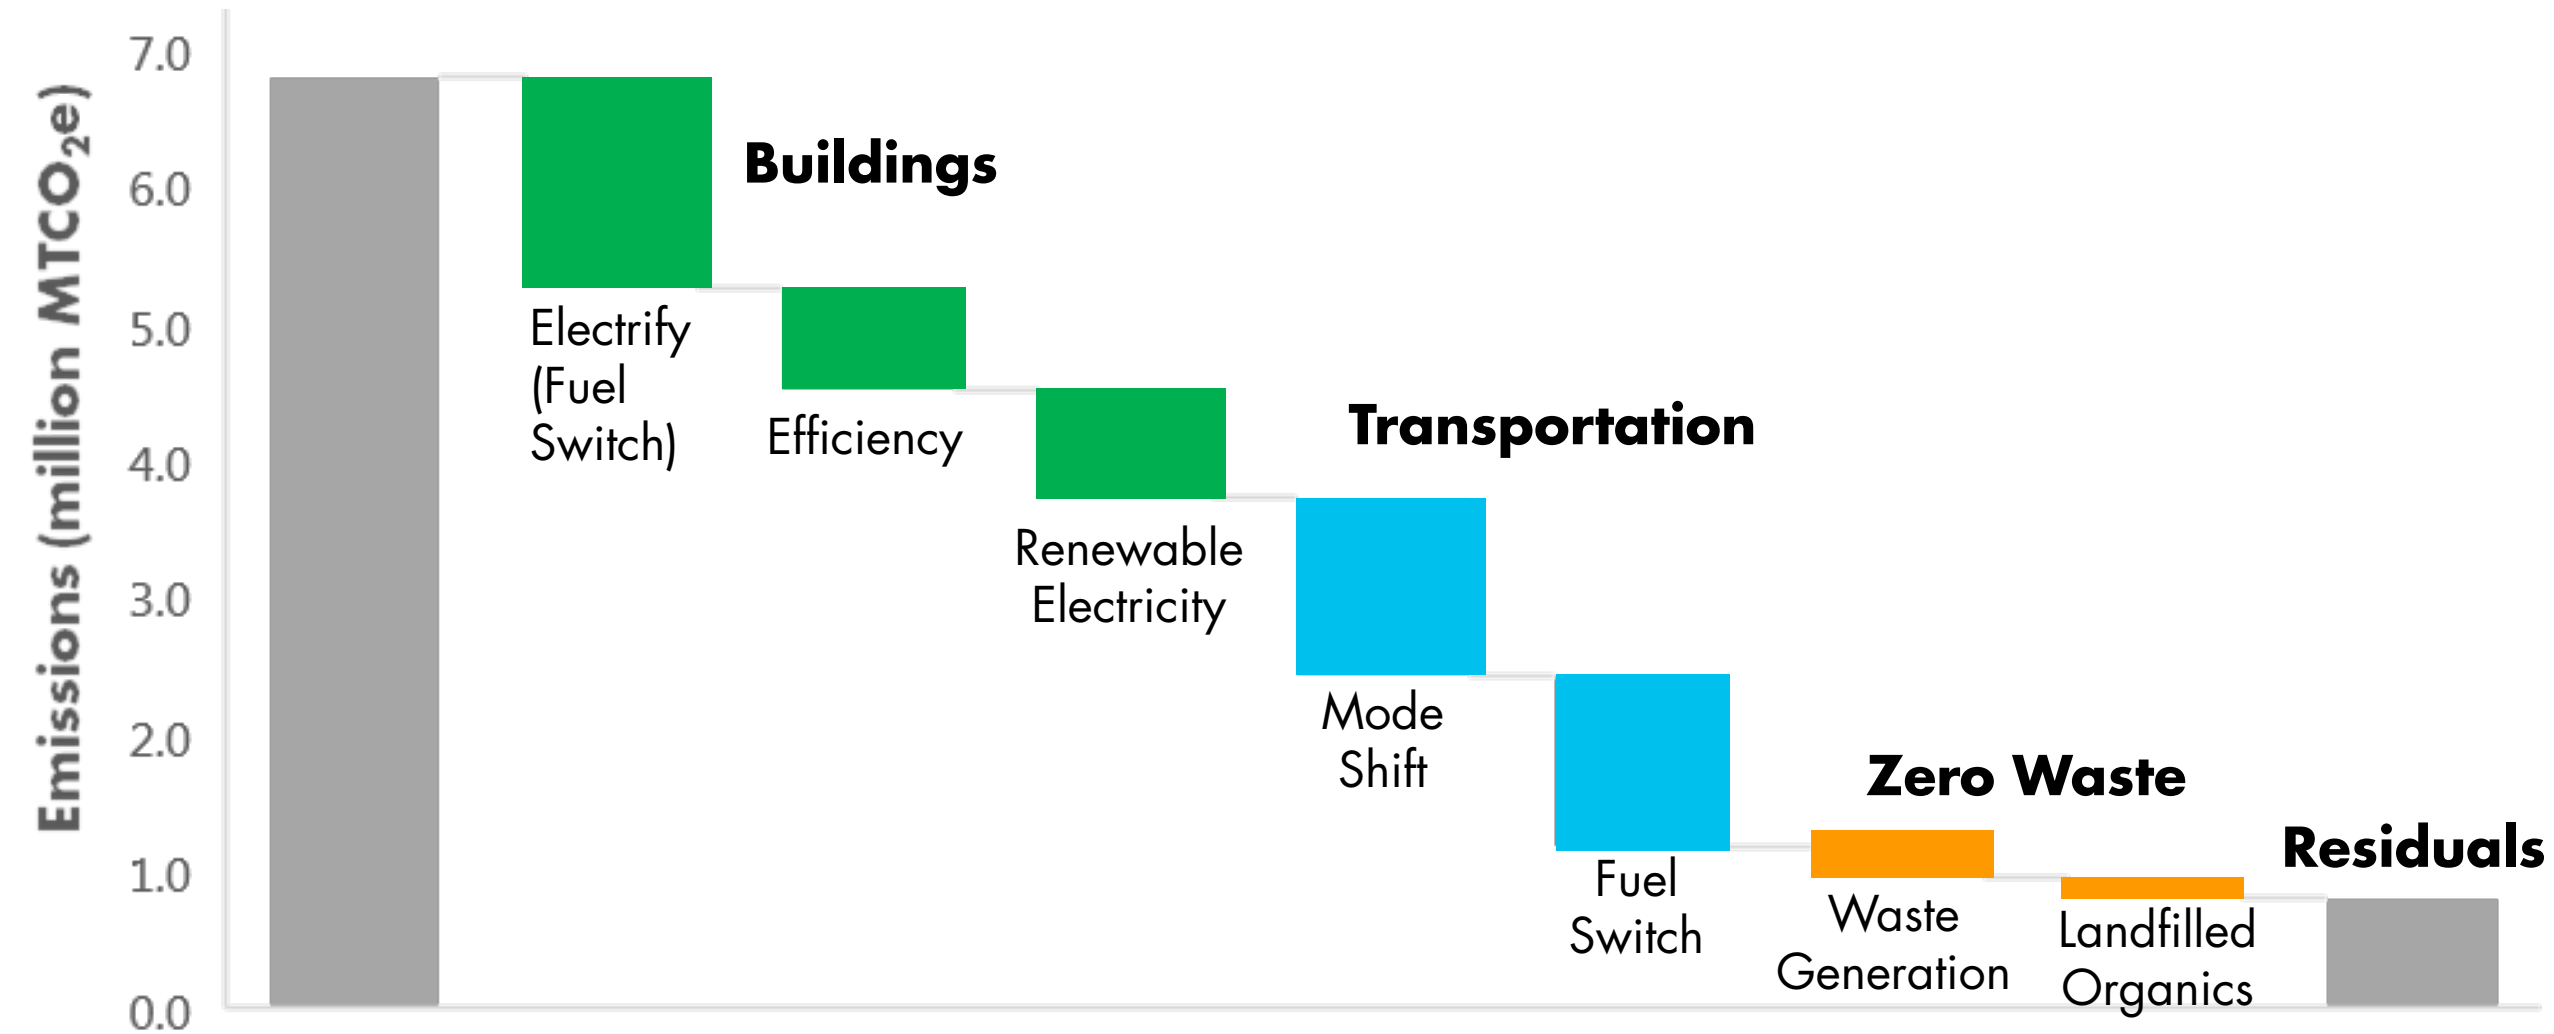 Emissions (million MTCO₂e)
7.0
6.0
5.0
4.0
3.0
2.0
1.0
0.0
Buildings
Electrify
(Fuel
Switch)
Efficiency
Renewable
Electricity
Transportation
Mode
Shift
Fuel
Switch
Zero Waste
Waste
Generation
Landfilled
Organics
Residuals